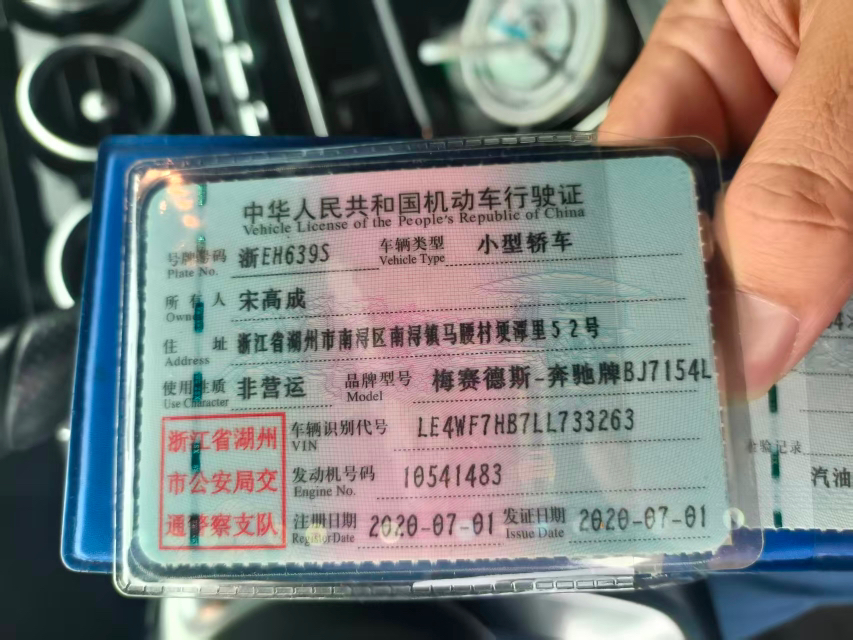 中华人民共和国机动车行驶证
Vehicle License of the People's Republic of China
号牌号码 浙EH639S 车辆类型 小型轿车
Plate No. Vehicle Type
所有人 宋高成
Owner
住址 浙江省湖州市南浔区南浔镇马腰村埂潭里52号
Address
使用性质 非营运 品牌型号 梅赛德斯-奔驰牌BJ7154L
Use Character Model
浙江省湖州
市公安局交
通警察支队
车辆识别代号 LE4WF7HB7LL733263
VIN
发动机号码 10541483
Engine No.
注册日期 2020-07-01 发证日期 2020-07-01
Register Date Issue Date
检验记录
汽油